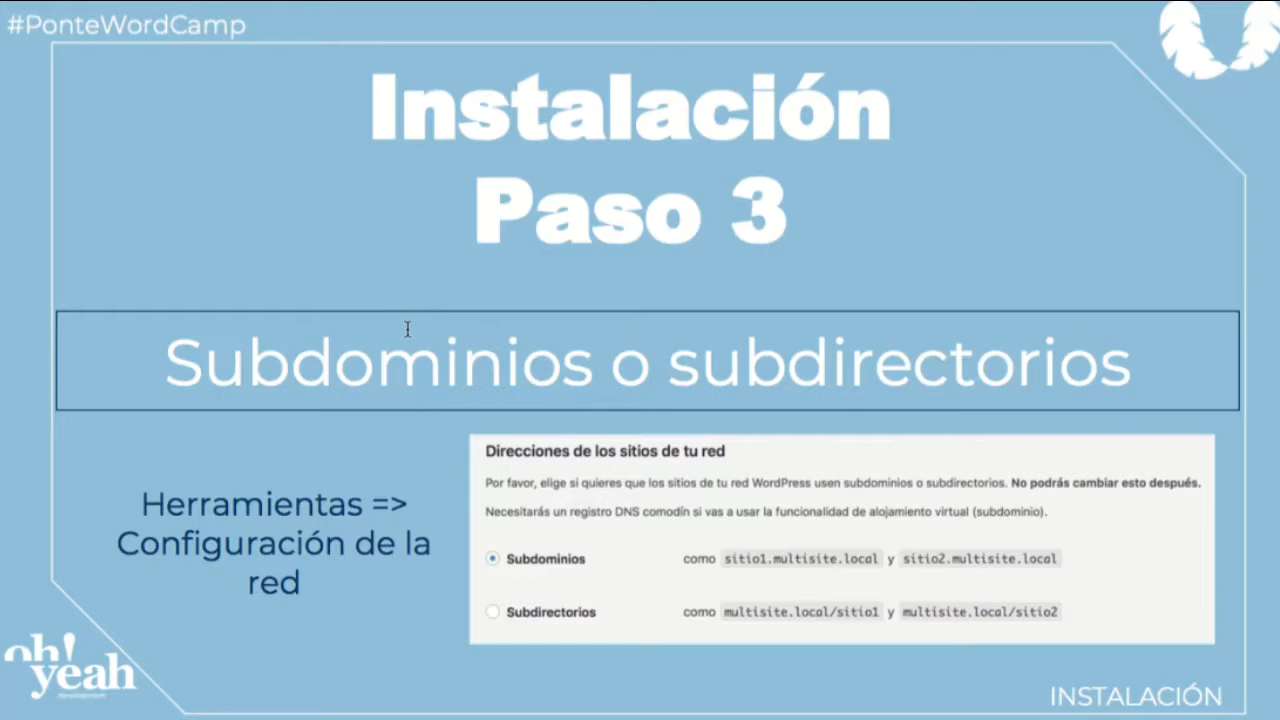 #PonteWordCamp
Instalación
Paso 3
Subdominios o subdirectorios
Herramientas =>
Configuración de la
red
Direcciones de los sitios de tu red
Por favor, elige si quieres que los sitios de tu red WordPress usen subdominios o subdirectorios. No podrás cambiar esto después.
Necesitarás un registro DNS comodín si vas a usar la funcionalidad de alojamiento virtual (subdominio).
Subdominios como sitio1.multisite.local y sitio2.multisite.local
Subdirectorios como multisite.local/sitio1 y multisite.local/sitio2
oh!
yeah
INSTALACIÓN